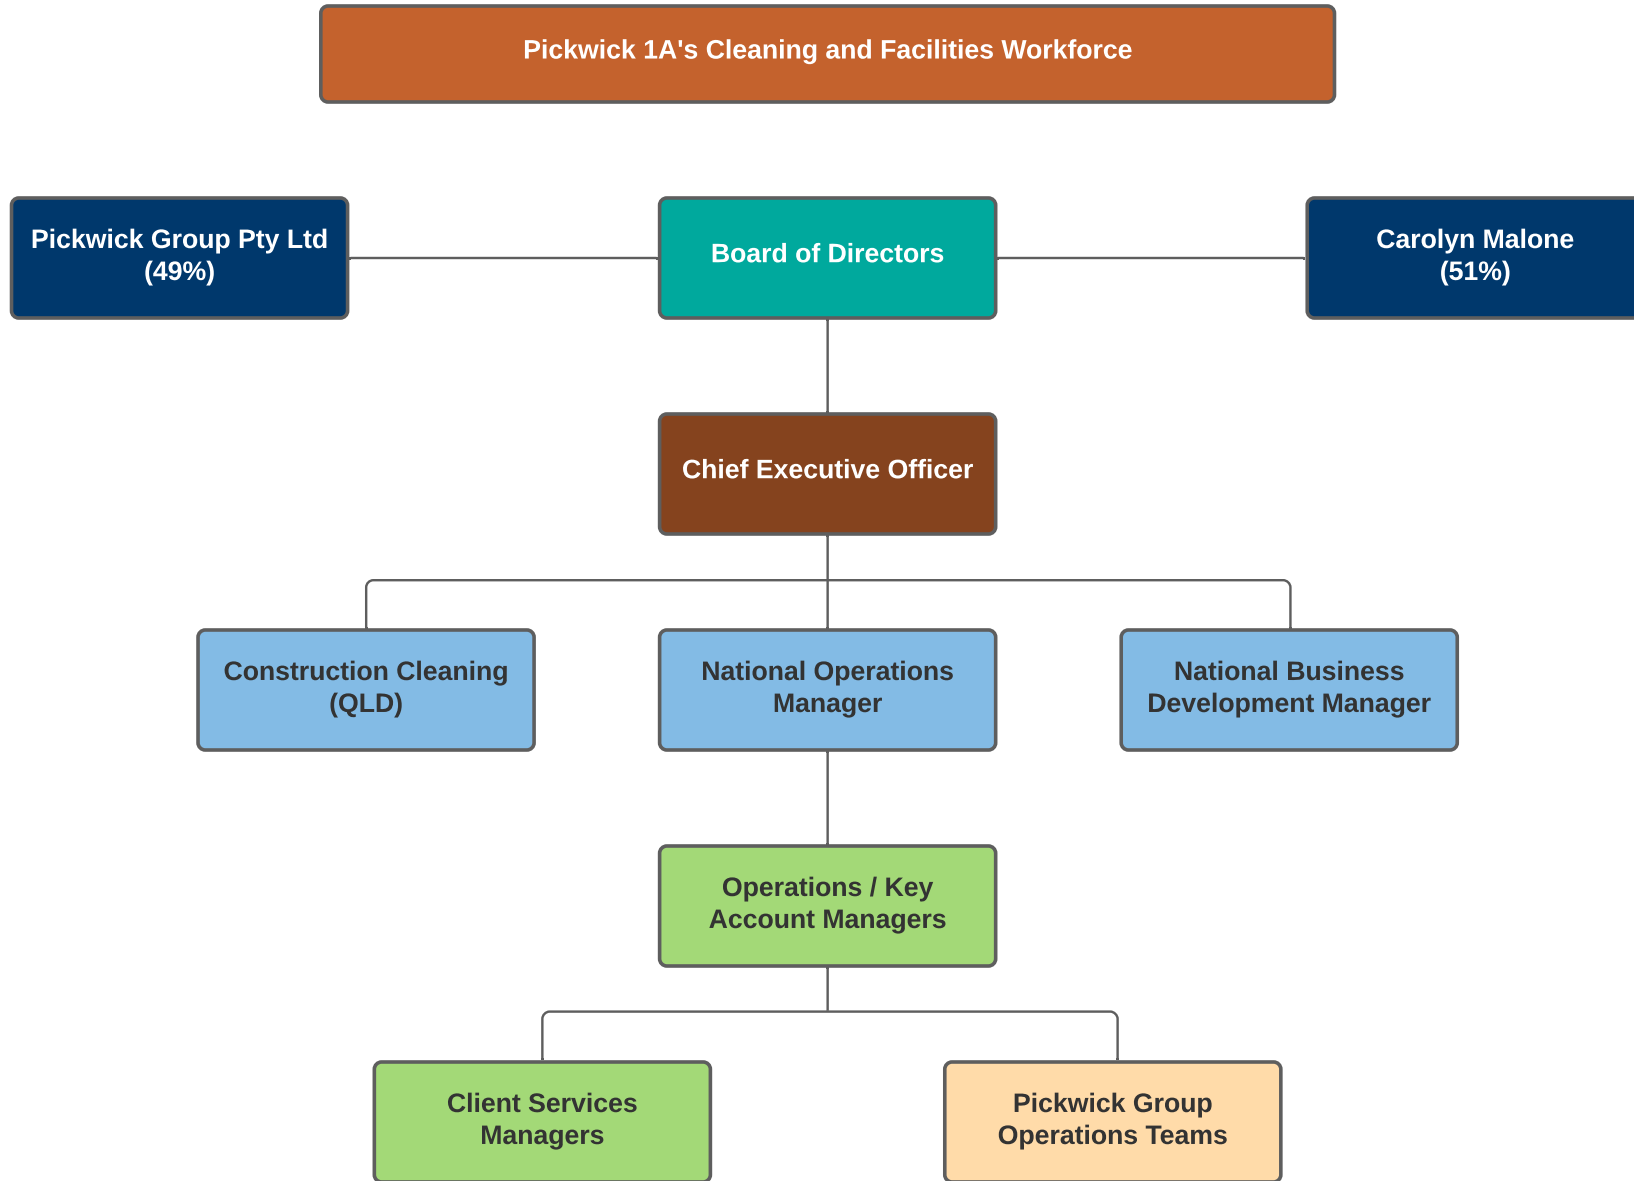 Pickwick 1A's Cleaning and Facilities Workforce
Pickwick Group Pty Ltd
(49%)
Board of Directors
Carolyn Malone
(51%)
Chief Executive Officer
Construction Cleaning
(QLD)
National Operations
Manager
National Business
Development Manager
Operations / Key
Account Managers
Client Services
Managers
Pickwick Group
Operations Teams